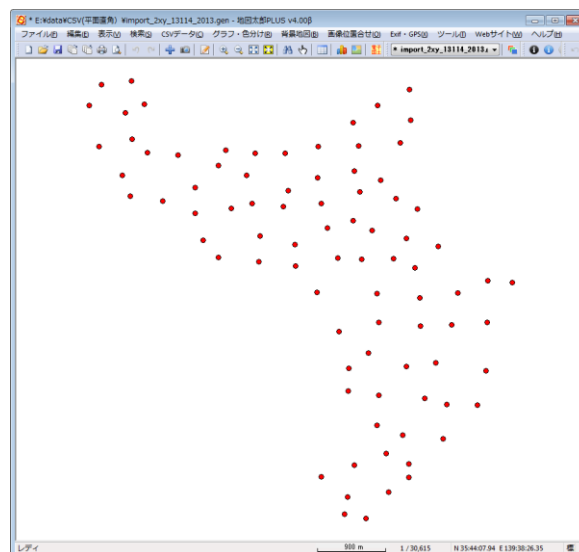 * E:¥data¥CSV(平面直角) ¥import_2xy_13114_2013.gen - 地図太郎PLUS v4.00β
ファイル(F) 編集(E) 表示(V) 検索(S) CSVデータ(C) グラフ・色分け(R) 背景地図(B) 画像位置合せ(O) Exif・GPS(X) ツール(T) Webサイト(W) ヘルプ(H)
* import_2xy_13114_2013.
レディ 900 m 1 / 30,615 N 35:44:07.94 E 139:38:26.35 標